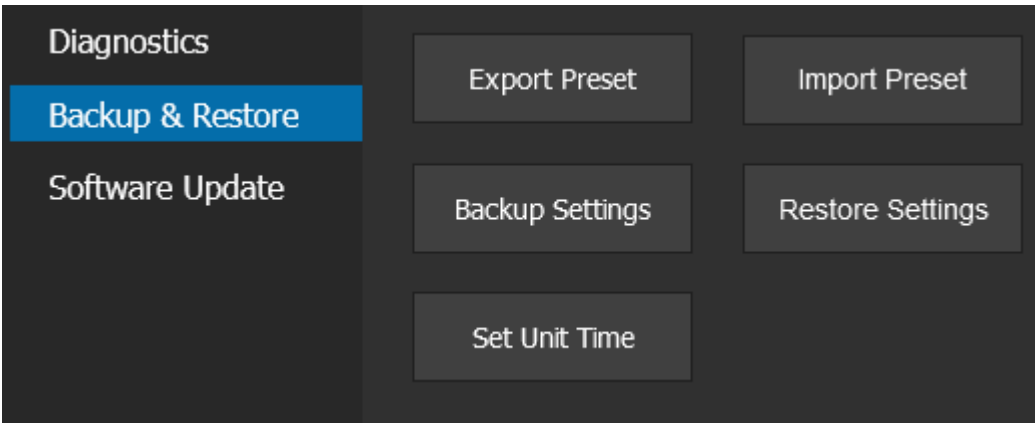 Diagnostics
Backup & Restore
Software Update
Export Preset
Import Preset
Backup Settings
Restore Settings
Set Unit Time